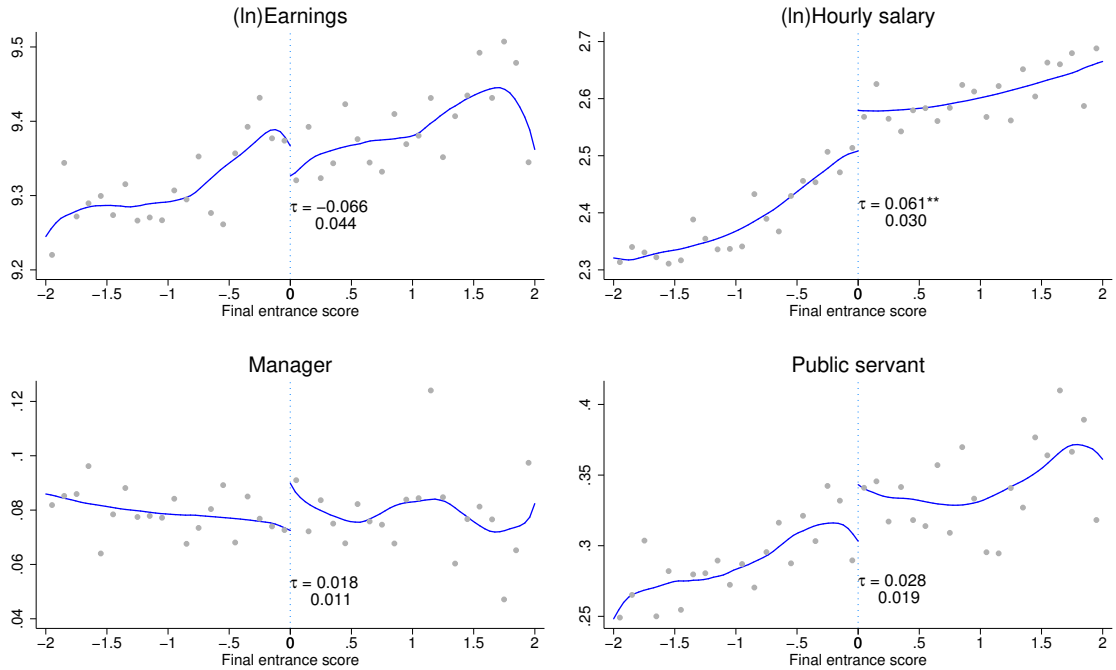 (ln)Earnings
9.5
9.4
9.3
9.2
τ = −0.066
0.044
−2 −1.5 −1 −.5 0 .5 1 1.5 2
Final entrance score
(ln)Hourly salary
2.7
2.6
2.5
2.4
2.3
τ = 0.061**
0.030
−2 −1.5 −1 −.5 0 .5 1 1.5 2
Final entrance score
Manager
.12
.1
.08
.06
.04
τ = 0.018
0.011
−2 −1.5 −1 −.5 0 .5 1 1.5 2
Final entrance score
Public servant
.4
.35
.3
.25
τ = 0.028
0.019
−2 −1.5 −1 −.5 0 .5 1 1.5 2
Final entrance score